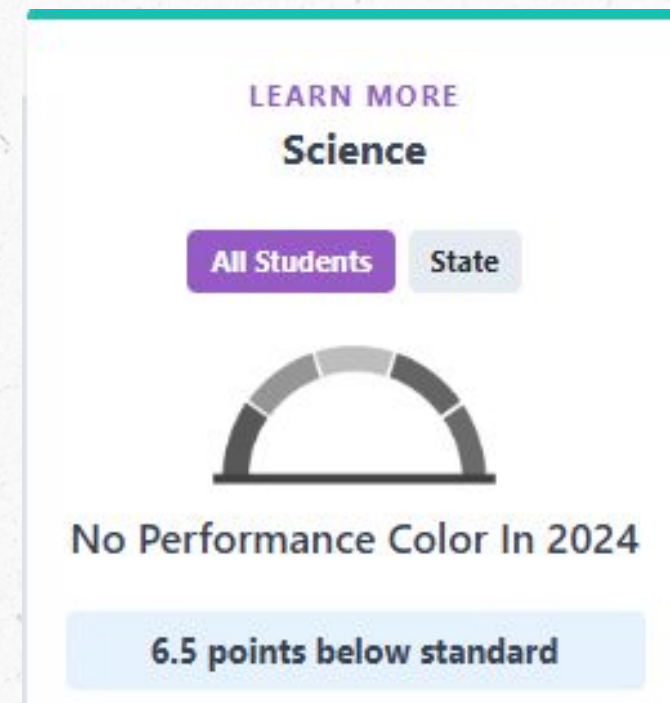 LEARN MORE
Science
All Students State
No Performance Color In 2024
6.5 points below standard